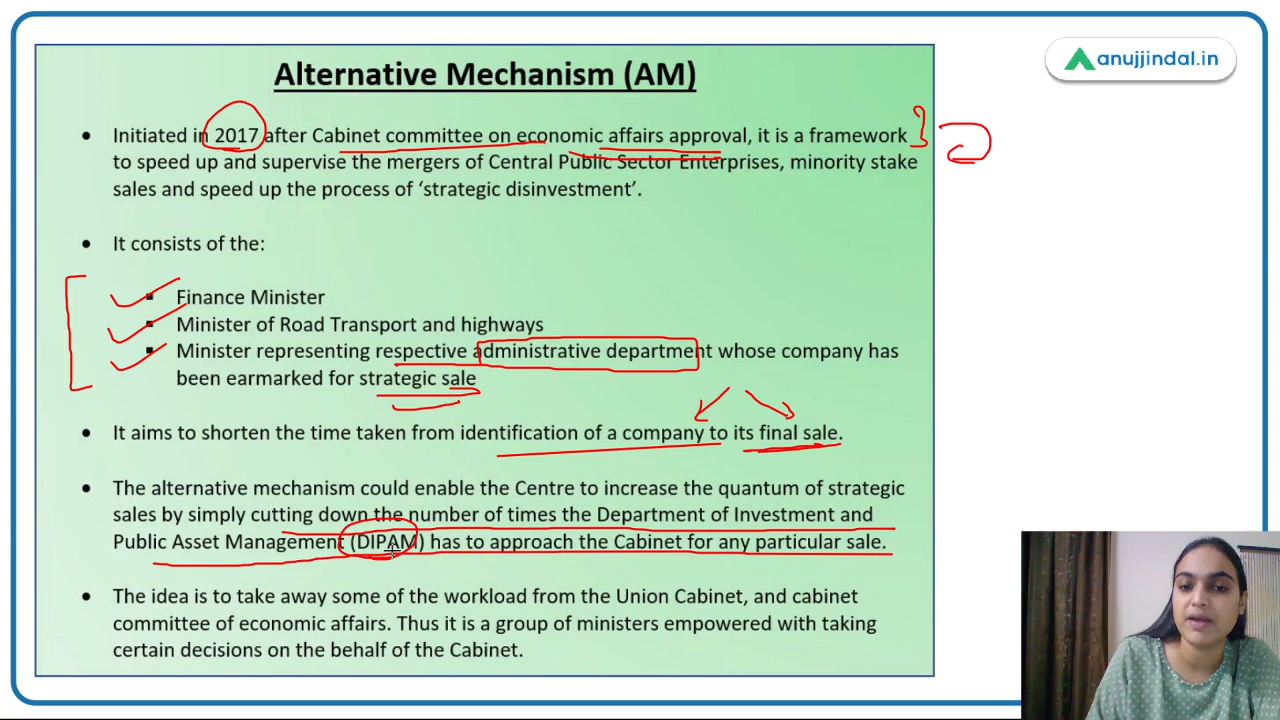 Alternative Mechanism (AM)
anujjindal.in
• Initiated in 2017 after Cabinet committee on economic affairs approval, it is a framework
to speed up and supervise the mergers of Central Public Sector Enterprises, minority stake
sales and speed up the process of ‘strategic disinvestment’.
• It consists of the:
▪ Finance Minister
▪ Minister of Road Transport and highways
▪ Minister representing respective administrative department whose company has
been earmarked for strategic sale
• It aims to shorten the time taken from identification of a company to its final sale.
• The alternative mechanism could enable the Centre to increase the quantum of strategic
sales by simply cutting down the number of times the Department of Investment and
Public Asset Management (DIPAM) has to approach the Cabinet for any particular sale.
• The idea is to take away some of the workload from the Union Cabinet, and cabinet
committee of economic affairs. Thus it is a group of ministers empowered with taking
certain decisions on the behalf of the Cabinet.